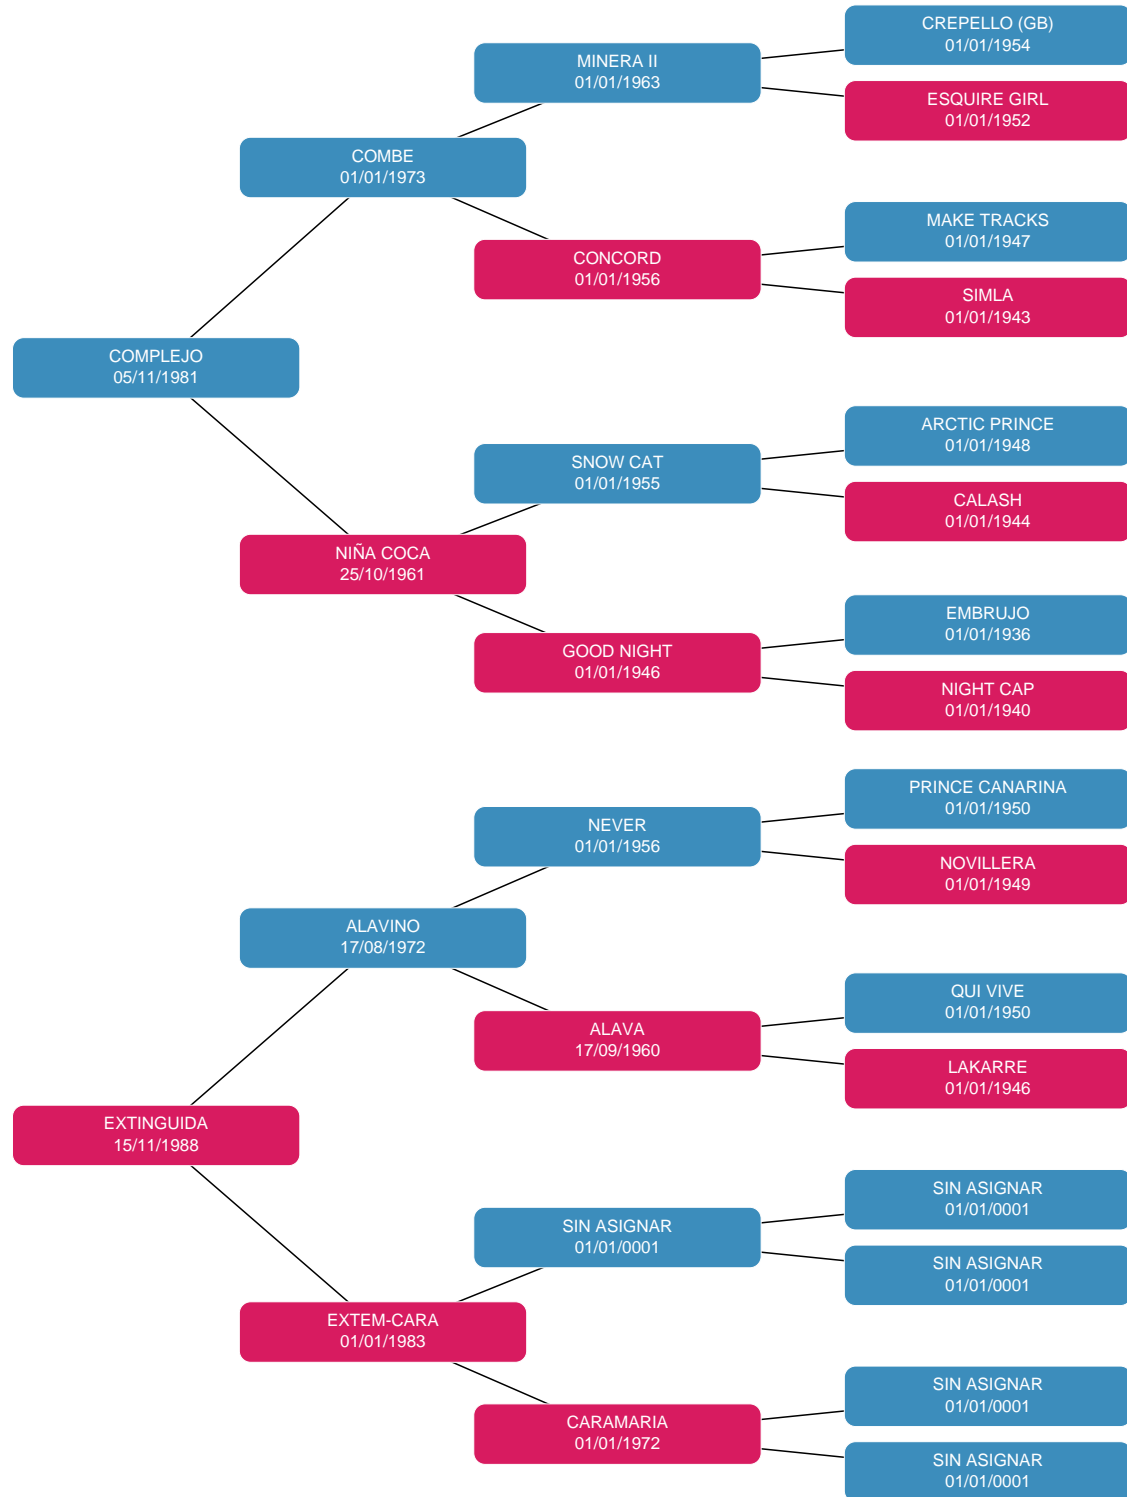 CREPELLO (GB)
01/01/1954
MINERA II
01/01/1963
ESQUIRE GIRL
01/01/1952
COMBE
01/01/1973
MAKE TRACKS
01/01/1947
CONCORD
01/01/1956
SIMLA
01/01/1943
COMPLEJO
05/11/1981
ARCTIC PRINCE
01/01/1948
SNOW CAT
01/01/1955
CALASH
01/01/1944
NIÑA COCA
25/10/1961
EMBRUJO
01/01/1936
GOOD NIGHT
01/01/1946
NIGHT CAP
01/01/1940
PRINCE CANARINA
01/01/1950
NEVER
01/01/1956
NOVILLERA
01/01/1949
ALAVINO
17/08/1972
QUI VIVE
01/01/1950
ALAVA
17/09/1960
LAKARRE
01/01/1946
EXTINGUIDA
15/11/1988
SIN ASIGNAR
01/01/0001
SIN ASIGNAR
01/01/0001
SIN ASIGNAR
01/01/0001
EXTEM-CARA
01/01/1983
SIN ASIGNAR
01/01/0001
CARAMARIA
01/01/1972
SIN ASIGNAR
01/01/0001